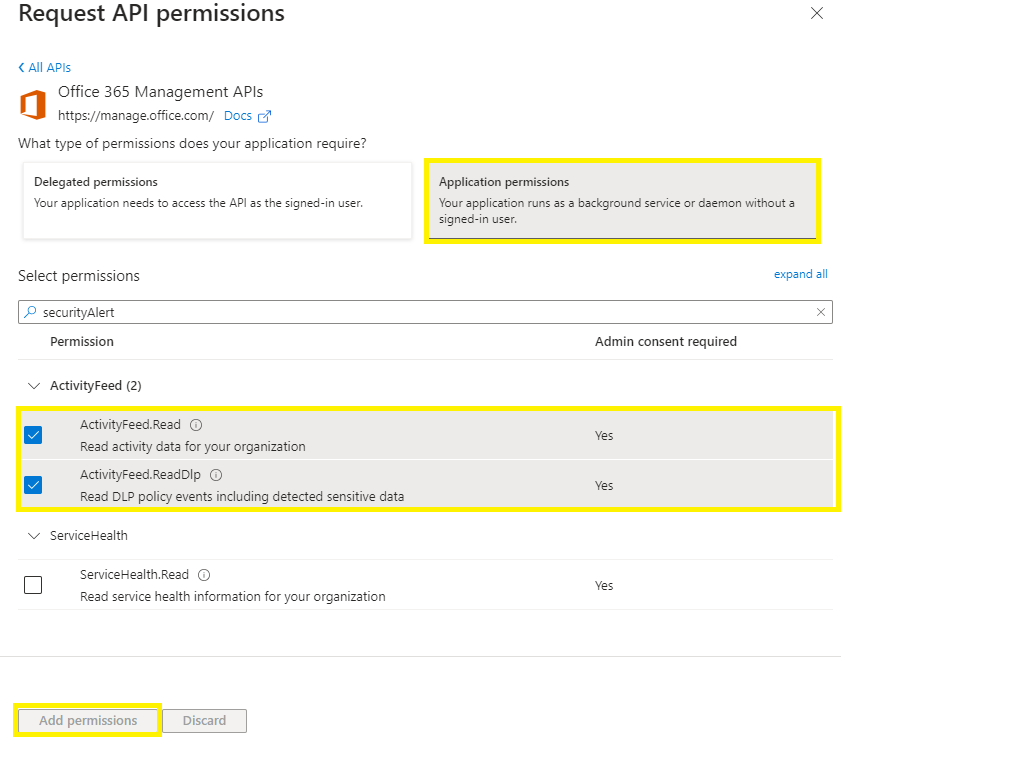 Request API permissions
All APIs
Office 365 Management APIs
https://manage.office.com/ Docs
What type of permissions does your application require?
Delegated permissions
Your application needs to access the API as the signed-in user.
Application permissions
Your application runs as a background service or daemon without a
signed-in user.
Select permissions
expand all
securityAlert
Permission
Admin consent required
ActivityFeed (2)
ActivityFeed.Read
Read activity data for your organization
Yes
ActivityFeed.ReadDlp
Read DLP policy events including detected sensitive data
Yes
ServiceHealth
ServiceHealth.Read
Read service health information for your organization
Yes
Add permissions
Discard